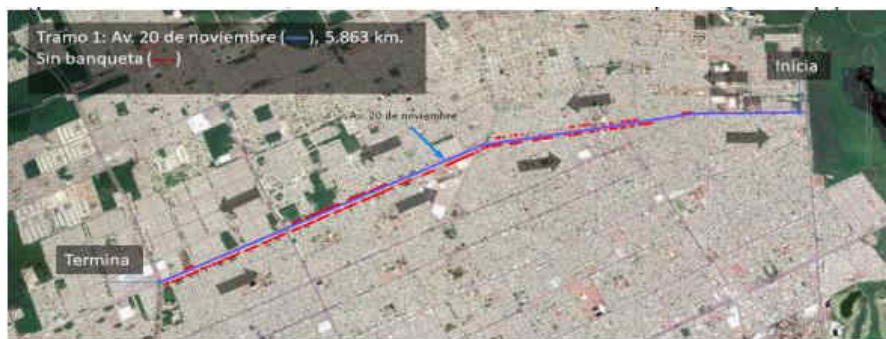 Tramo 1: Av. 20 de noviembre (—), 5.863 km.
Sin banqueta (---)
Inicia
Av. 20 de noviembre
Termina